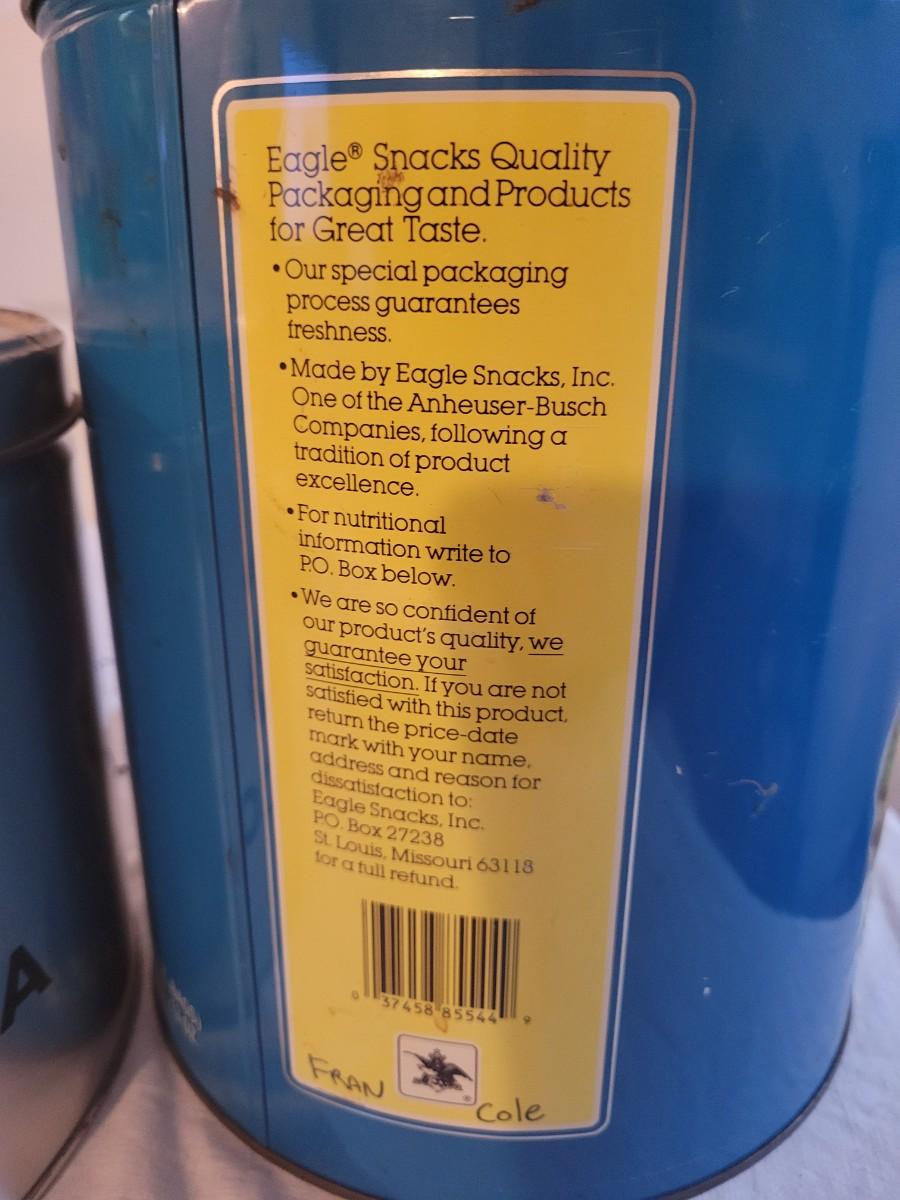 Eagle® Snacks Quality
Packaging and Products
for Great Taste.
• Our special packaging
process guarantees
freshness.
• Made by Eagle Snacks, Inc.
One of the Anheuser-Busch
Companies, following a
tradition of product
excellence.
• For nutritional
information write to
P.O. Box below.
• We are so confident of
our product's quality, we
guarantee your
satisfaction. If you are not
satisfied with this product,
return the price-date
mark with your name,
address and reason for
dissatisfaction to:
Eagle Snacks, Inc.
P.O. Box 27238
St. Louis, Missouri 63118
for a full refund.
0 37458 85544 9
®
FRAN
Cole
A